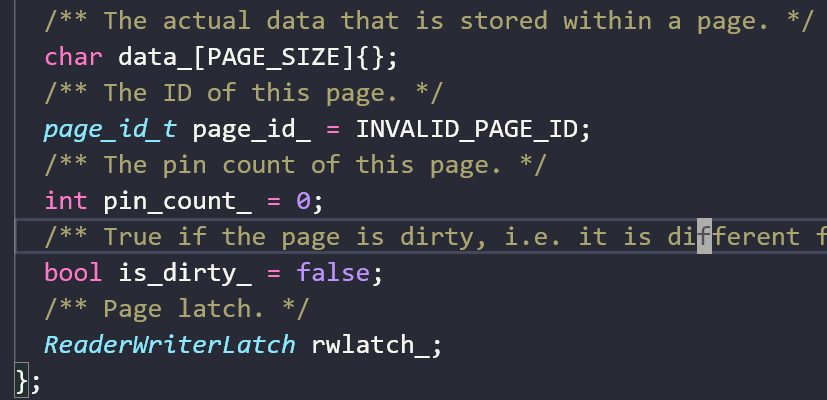 /** The actual data that is stored within a page. */
char data_[PAGE_SIZE]{};
/** The ID of this page. */
page_id_t page_id_ = INVALID_PAGE_ID;
/** The pin count of this page. */
int pin_count_ = 0;
/** True if the page is dirty, i.e. it is different f
bool is_dirty_ = false;
/** Page latch. */
ReaderWriterLatch rwlatch_;
};